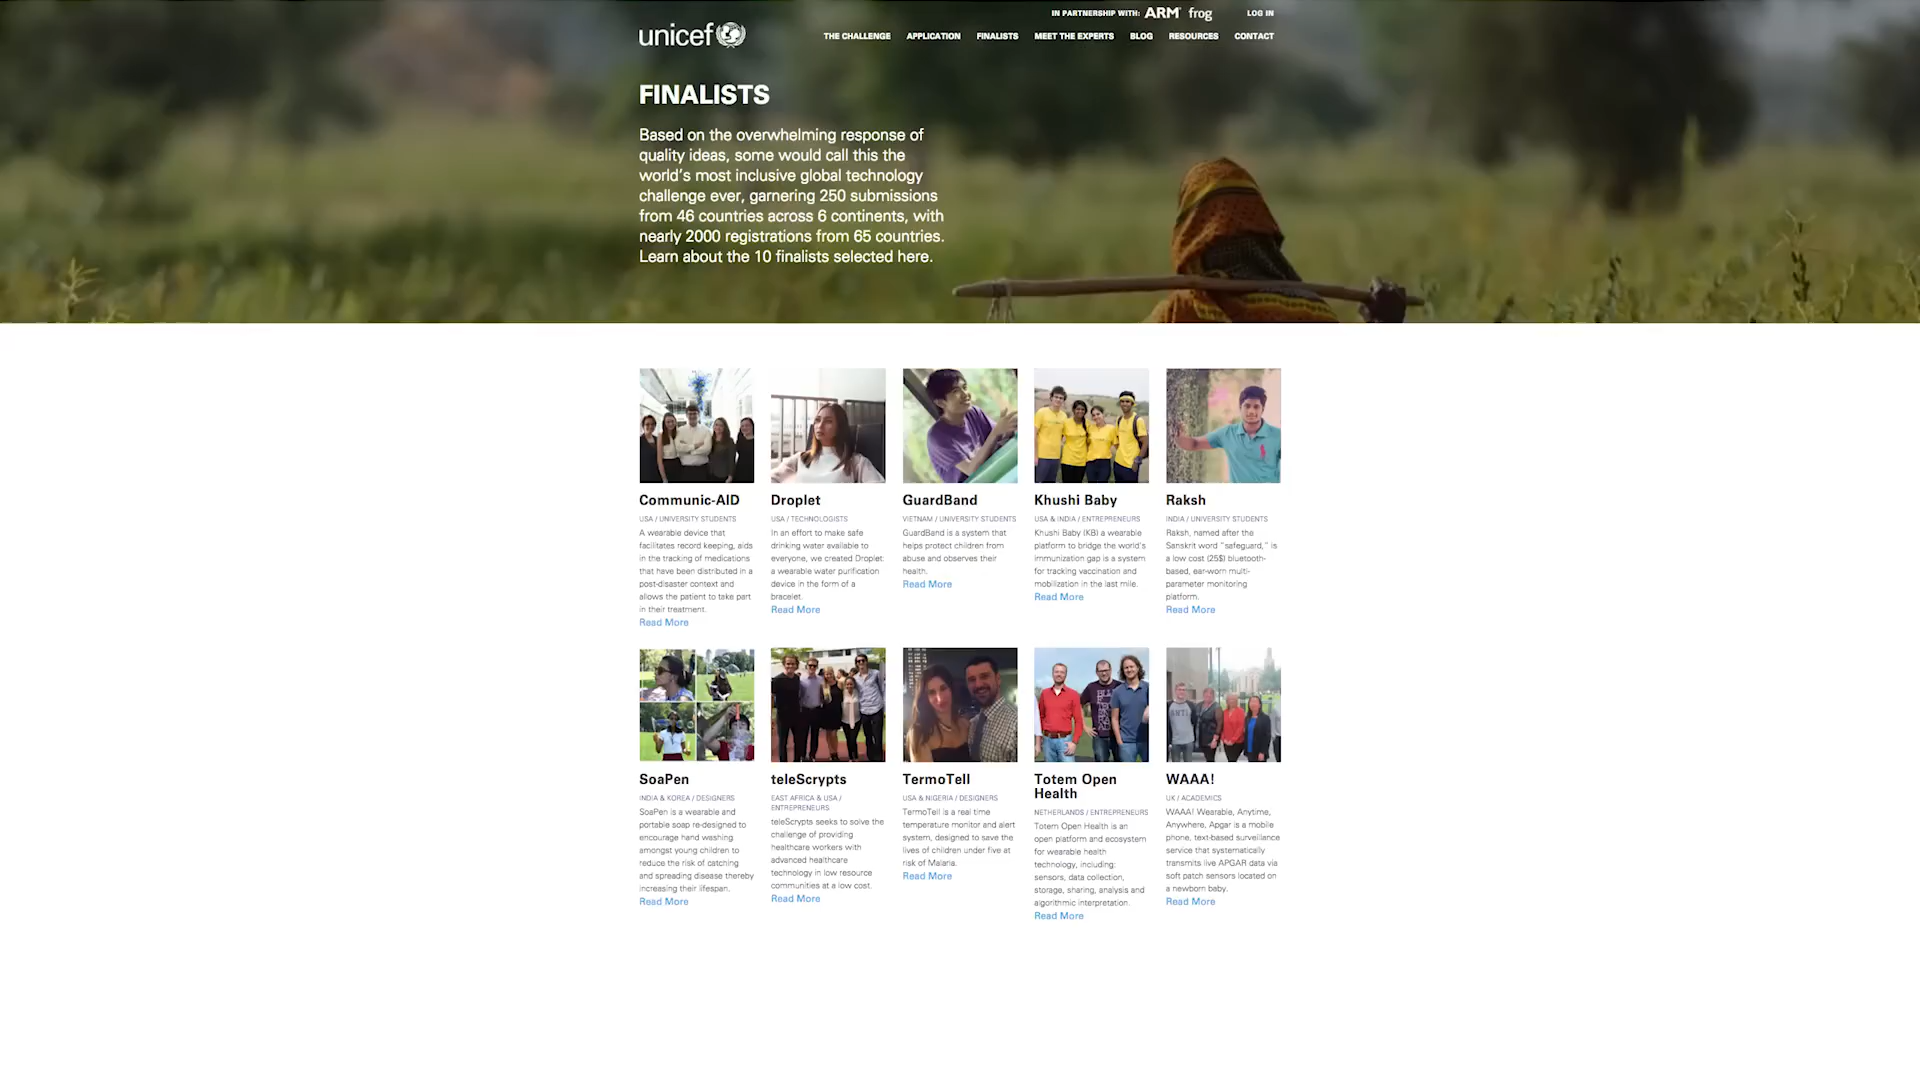 IN PARTNERSHIP WITH: ARM frog LOG IN
unicef
THE CHALLENGE APPLICATION FINALISTS MEET THE EXPERTS BLOG RESOURCES CONTACT
FINALISTS
Based on the overwhelming response of
quality ideas, some would call this the
world's most inclusive global technology
challenge ever, garnering 250 submissions
from 46 countries across 6 continents, with
nearly 2000 registrations from 65 countries.
Learn about the 10 finalists selected here.
Communic-AID
USA / UNIVERSITY STUDENTS
A wearable device that
facilitates record keeping, aids
in the tracking of medications
that have been distributed in a
post-disaster context and
allows the patient to take part
in their treatment.
Read More
Droplet
USA / TECHNOLOGISTS
In an effort to make safe
drinking water available to
everyone, we created Droplet:
a wearable water purification
device in the form of a
bracelet.
Read More
GuardBand
VIETNAM / UNIVERSITY STUDENTS
GuardBand is a system that
helps protect children from
abuse and observes their
health.
Read More
Khushi Baby
USA & INDIA / ENTREPRENEURS
Khushi Baby (KB) a wearable
platform to bridge the world's
immunization gap is a system
for tracking vaccination and
mobilization in the last mile.
Read More
Raksh
INDIA / UNIVERSITY STUDENTS
Raksh, named after the
Sanskrit word "safeguard," is
a low cost (25$) bluetooth-
based, ear-worn multi-
parameter monitoring
platform.
Read More
SoaPen
INDIA & KOREA / DESIGNERS
SoaPen is a wearable and
portable soap re-designed to
encourage hand washing
amongst young children to
reduce the risk of catching
and spreading disease thereby
increasing their lifespan.
Read More
teleScrypts
EAST AFRICA & USA /
ENTREPRENEURS
teleScrypts seeks to solve the
challenge of providing
healthcare workers with
advanced healthcare
technology in low resource
communities at a low cost.
Read More
TermoTell
USA & NIGERIA / DESIGNERS
TermoTell is a real time
temperature monitor and alert
system, designed to save the
lives of children under five at
risk of Malaria.
Read More
Totem Open
Health
NETHERLANDS / ENTREPRENEURS
Totem Open Health is an
open platform and ecosystem
for wearable health
technology, including:
sensors, data collection,
storage, sharing, analysis and
algorithmic interpretation.
Read More
WAAA!
UK / ACADEMICS
WAAA! Wearable, Anytime,
Anywhere, Apgar is a mobile
phone, text-based surveillance
service that systematically
transmits live APGAR data via
soft patch sensors located on
a newborn baby.
Read More